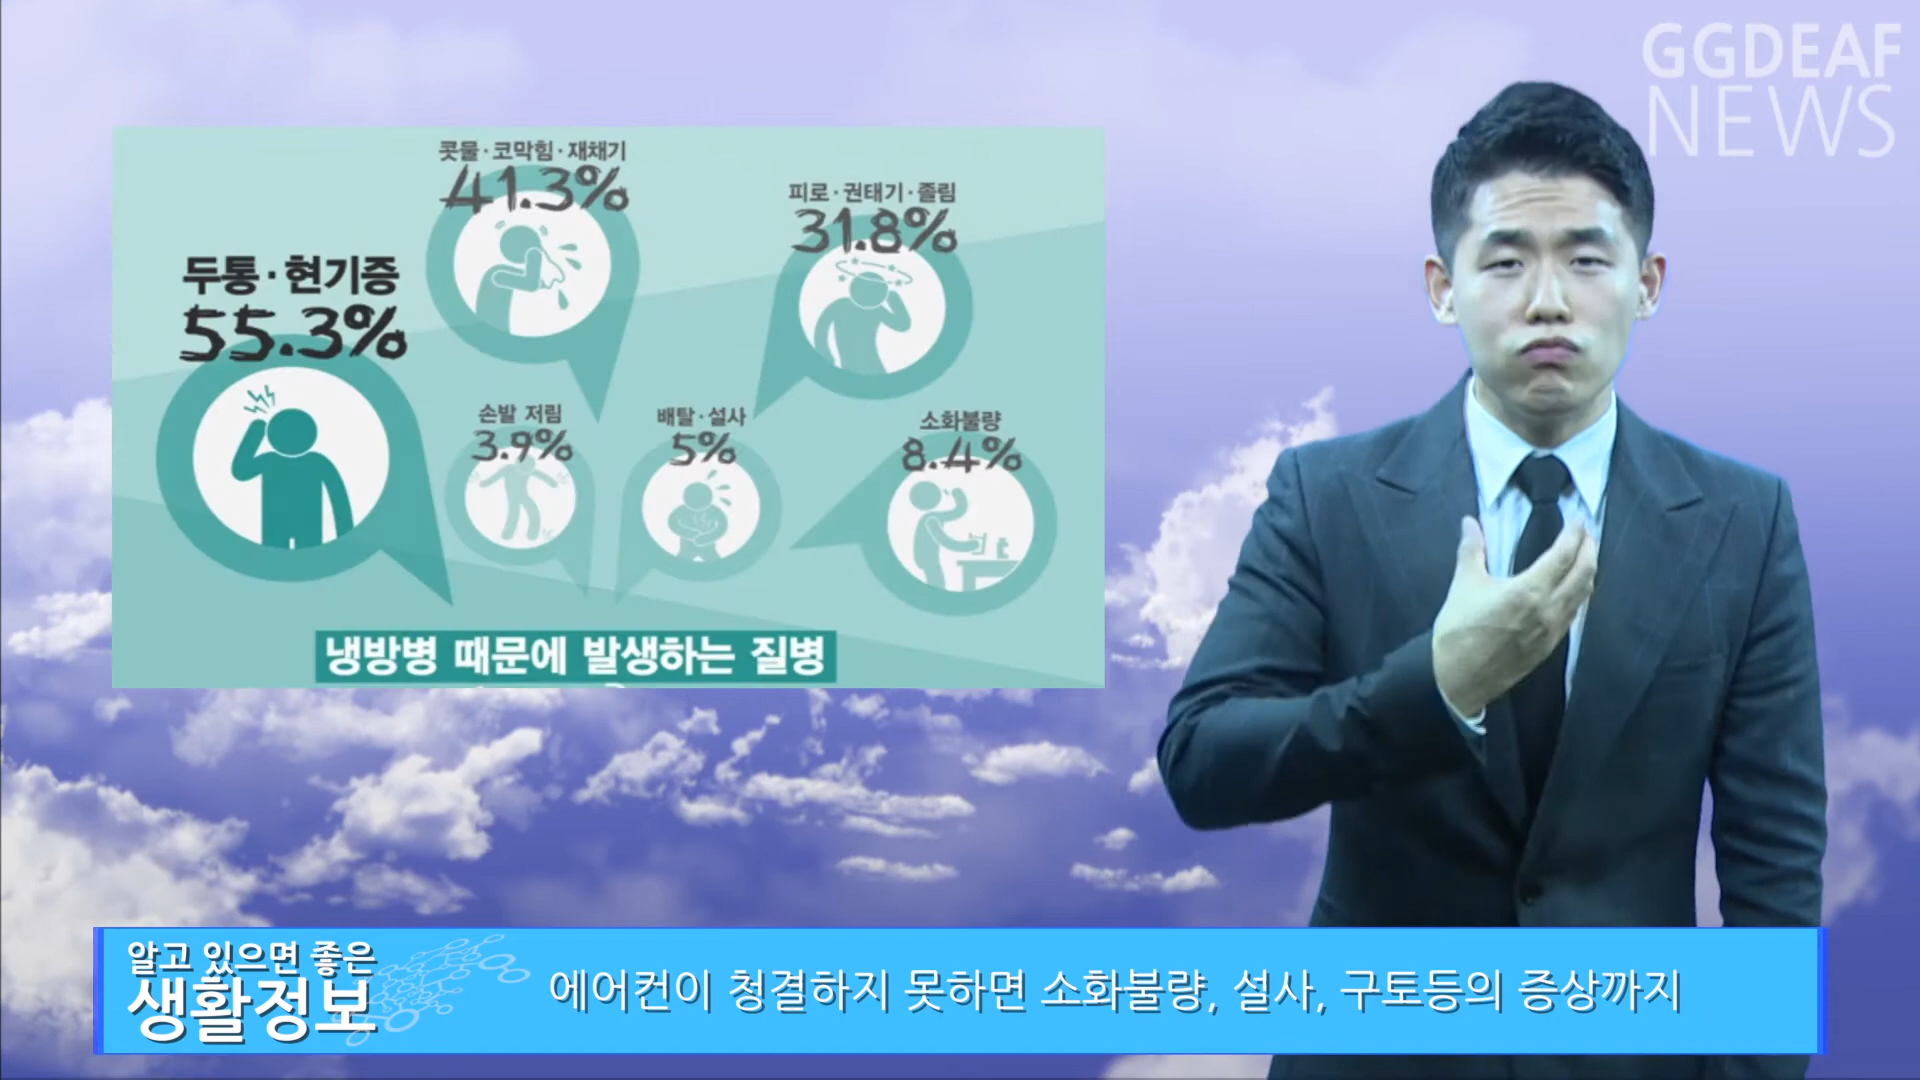 GGDEAF
NEWS
콧물·코막힘·재채기
41.3%
피로·권태기·졸림
31.8%
두통·현기증
55.3%
손발 저림
3.9%
배탈·설사
5%
소화불량
8.4%
냉방병 때문에 발생하는 질병
알고 있으면 좋은
생활정보
에어컨이 청결하지 못하면 소화불량, 설사, 구토등의 증상까지